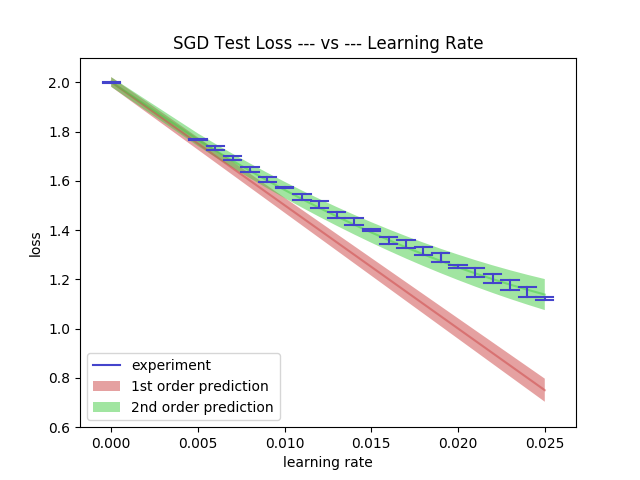 SGD Test Loss --- vs --- Learning Rate
2.0
1.8
1.6
1.4
1.2
1.0
0.8
0.6
loss
experiment
1st order prediction
2nd order prediction
0.000 0.005 0.010 0.015 0.020 0.025
learning rate